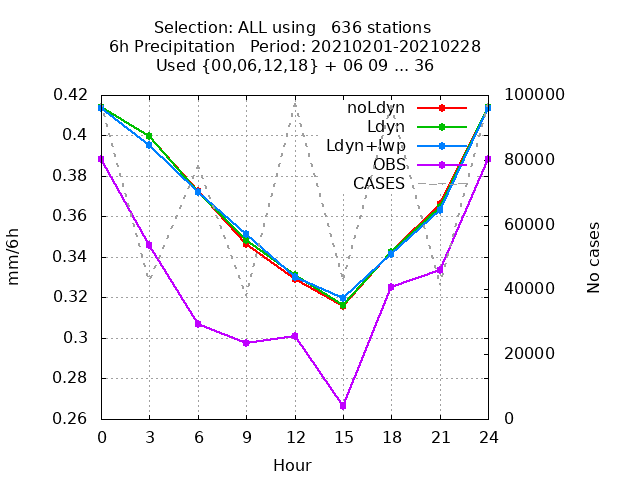 Selection: ALL using   636 stations
6h Precipitation   Period: 20210201-20210228
Used {00,06,12,18} + 06 09 ... 36
noLdyn
Ldyn
Ldyn+lwp
OBS
CASES
0.42
0.4
0.38
0.36
0.34
0.32
0.3
0.28
0.26
100000
80000
60000
40000
20000
0
mm/6h
No cases
0 3 6 9 12 15 18 21 24
Hour